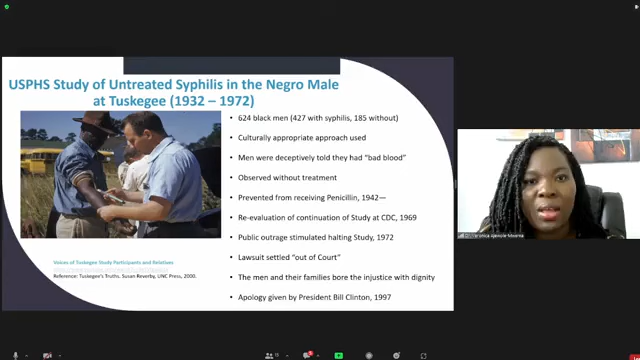 USPHS Study of Untreated Syphilis in the Negro Male
at Tuskegee (1932 – 1972)
• 624 black men (427 with syphilis, 185 without)
• Culturally appropriate approach used
• Men were deceptively told they had “bad blood”
• Observed without treatment
• Prevented from receiving Penicillin, 1942—
• Re-evaluation of continuation of Study at CDC, 1969
• Public outrage stimulated halting Study, 1972
• Lawsuit settled “out of Court”
• The men and their families bore the injustice with dignity
• Apology given by President Bill Clinton, 1997
Voices of Tuskegee Study Participants and Relatives
Reference: Tuskegee's Truths. Susan Reverby, UNC Press, 2000.